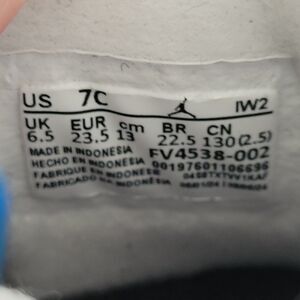 US 7C IW2
UK EUR cm BR CN
6.5 23.5 13 22.5 130(2.5)
MADE IN INDONESIA FV4538-002
HECHO EN INDONESIA 00197601106696
FABRIQUE EN INDONESIE
FABRICADO NA INDONESIA